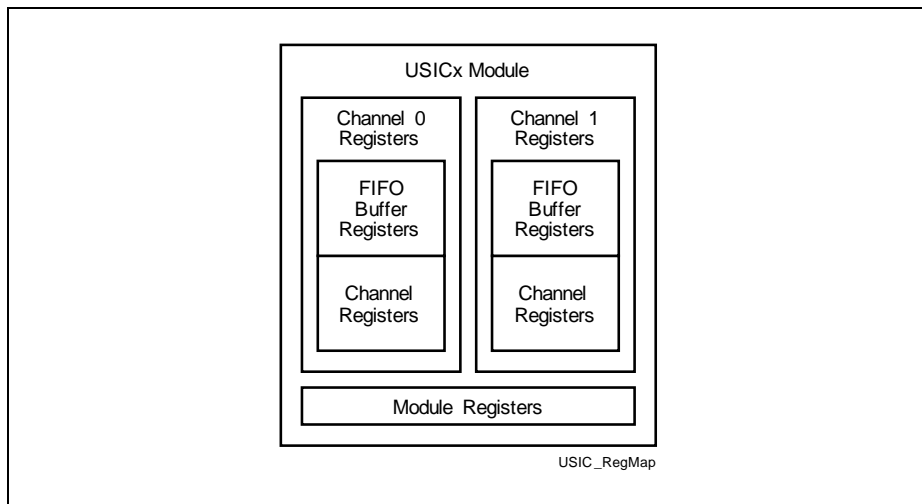 USICx Module
Channel 0
Registers
FIFO
Buffer
Registers
Channel
Registers
Channel 1
Registers
FIFO
Buffer
Registers
Channel
Registers
Module Registers
USIC_RegMap